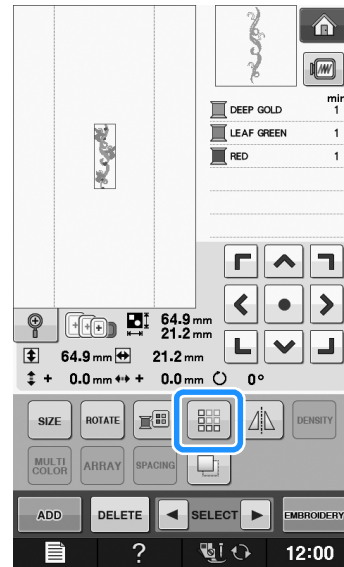 min
DEEP GOLD 1
LEAF GREEN 1
RED 1
64.9 mm
21.2 mm
64.9 mm 21.2 mm
+ 0.0 mm + 0.0 mm 0°
SIZE ROTATE DENSITY
MULTI COLOR ARRAY SPACING
ADD DELETE SELECT EMBROIDERY
? 12:00